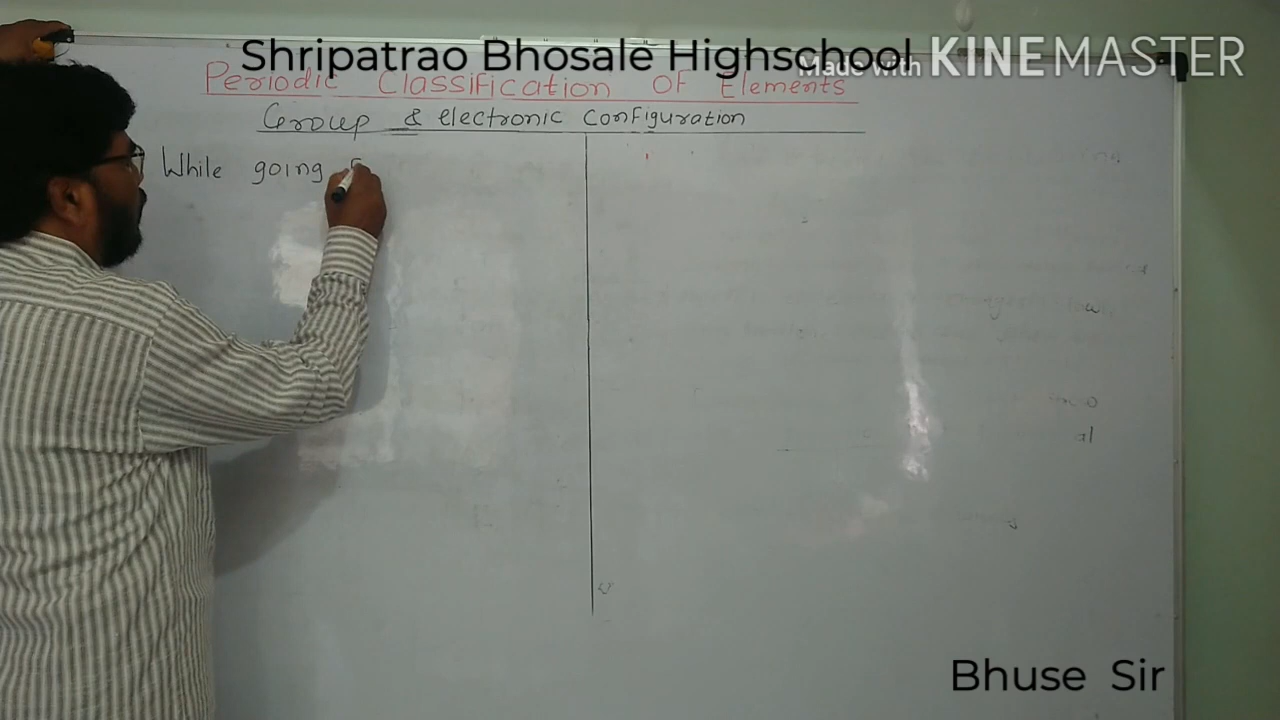 Shripatrao Bhosale Highschool
Made with KINEMASTER
Periodic Classification Of Elements
Group & electronic configuration
While going
Bhuse Sir